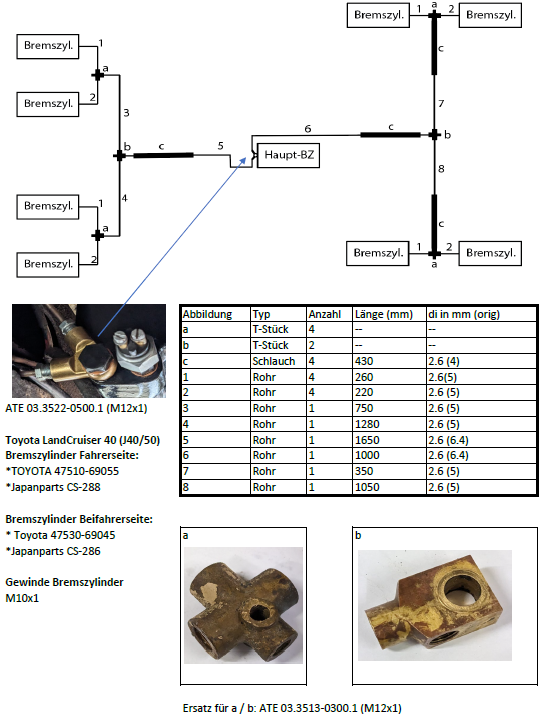 a
1 2
Bremszyl. Bremszyl.
Bremszyl. 1
c
a
2
Bremszyl.
3 7
6 c b
b c 5
Haupt-BZ
4 8
Bremszyl. 1
a
c
2
Bremszyl.
Bremszyl. 1 2 Bremszyl.
a
Abbildung Typ Anzahl Länge (mm) di in mm (orig)
a T-Stück 4 -- --
b T-Stück 2 -- --
c Schlauch 4 430 2.6 (4)
1 Rohr 4 260 2.6(5)
2 Rohr 4 220 2.6 (5)
3 Rohr 1 750 2.6 (5)
4 Rohr 1 1280 2.6 (5)
5 Rohr 1 1650 2.6 (6.4)
6 Rohr 1 1000 2.6 (6.4)
7 Rohr 1 350 2.6 (5)
8 Rohr 1 1050 2.6 (5)
ATE 03.3522-0500.1 (M12x1)
Toyota LandCruiser 40 (J40/50)
Bremszylinder Fahrerseite:
*TOYOTA 47510-69055
*Japanparts CS-288
Bremszylinder Beifahrerseite:
* Toyota 47530-69045
*Japanparts CS-286
Gewinde Bremszylinder
M10x1
a
b
Ersatz für a / b: ATE 03.3513-0300.1 (M12x1)